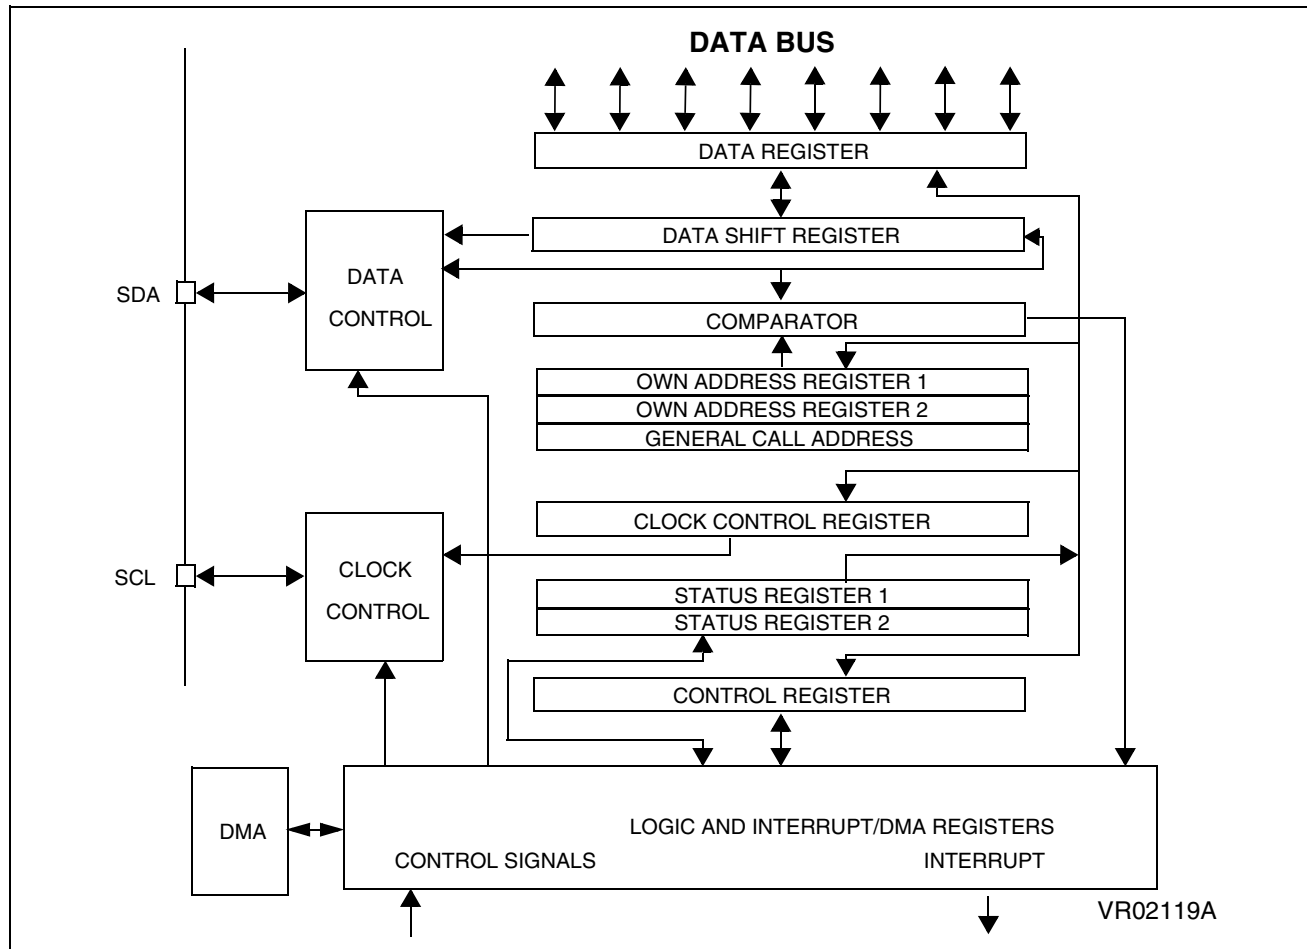 DATA BUS
DATA REGISTER
DATA SHIFT REGISTER
DATA
CONTROL
SDA
COMPARATOR
OWN ADDRESS REGISTER 1
OWN ADDRESS REGISTER 2
GENERAL CALL ADDRESS
CLOCK CONTROL REGISTER
CLOCK
CONTROL
SCL
STATUS REGISTER 1
STATUS REGISTER 2
CONTROL REGISTER
DMA
LOGIC AND INTERRUPT/DMA REGISTERS
CONTROL SIGNALS
INTERRUPT
VR02119A